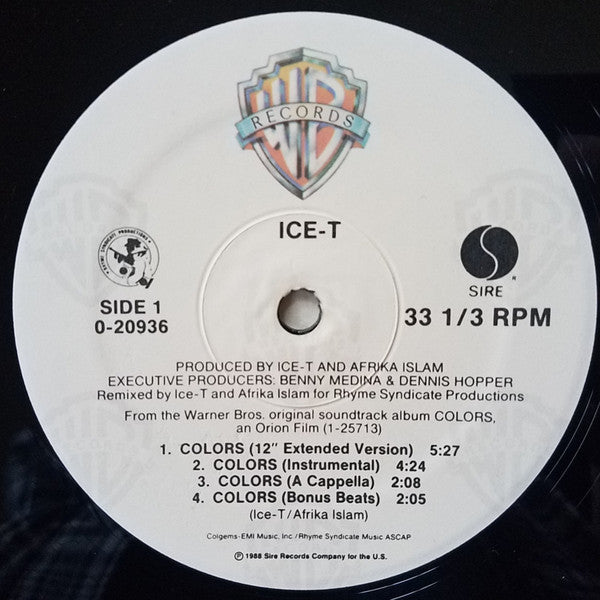 WB
RECORDS
ICE-T
RHYME SYNDICATE PRODUCTIONS
S
SIRE
SIDE 1
0-20936
33 1/3 RPM
PRODUCED BY ICE-T AND AFRIKA ISLAM
EXECUTIVE PRODUCERS: BENNY MEDINA & DENNIS HOPPER
Remixed by Ice-T and Afrika Islam for Rhyme Syndicate Productions
From the Warner Bros. original soundtrack album COLORS,
an Orion Film (1-25713)
1. COLORS (12" Extended Version) 5:27
2. COLORS (Instrumental) 4:24
3. COLORS (A Cappella) 2:08
4. COLORS (Bonus Beats) 2:05
(Ice-T/Afrika Islam)
Colgems-EMI Music, Inc./Rhyme Syndicate Music ASCAP
℗ 1988 Sire Records Company for the U.S.